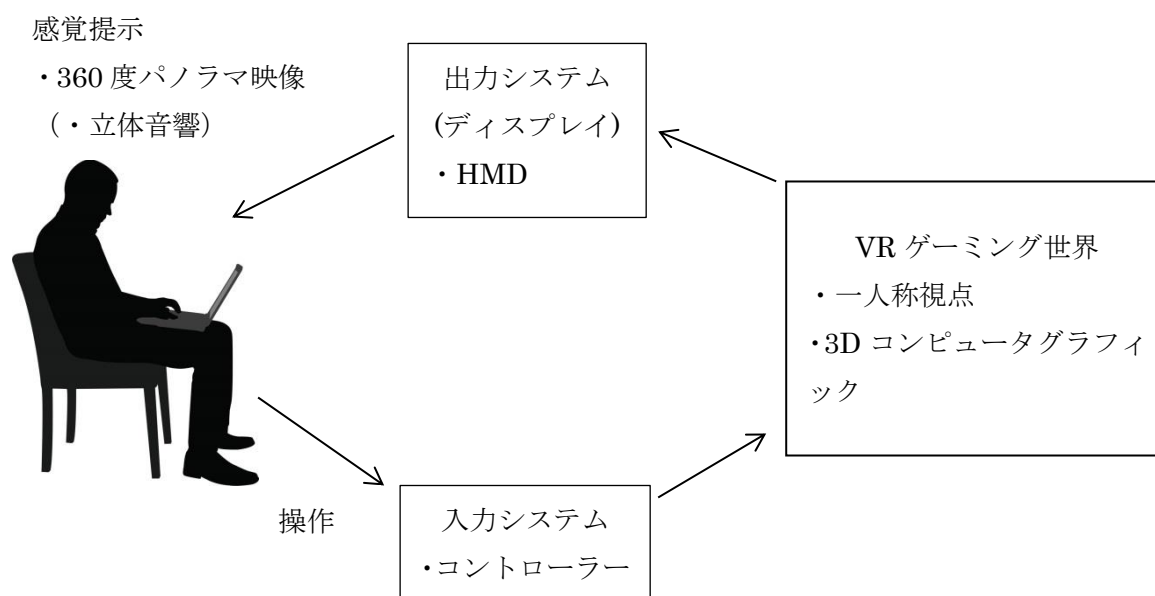 感覚提示
・360 度パノラマ映像
（・立体音響）
出力システム
(ディスプレイ)
・HMD
VR ゲーミング世界
・一人称視点
・3D コンピュータグラフィ
ック
操作
入力システム
・コントローラー